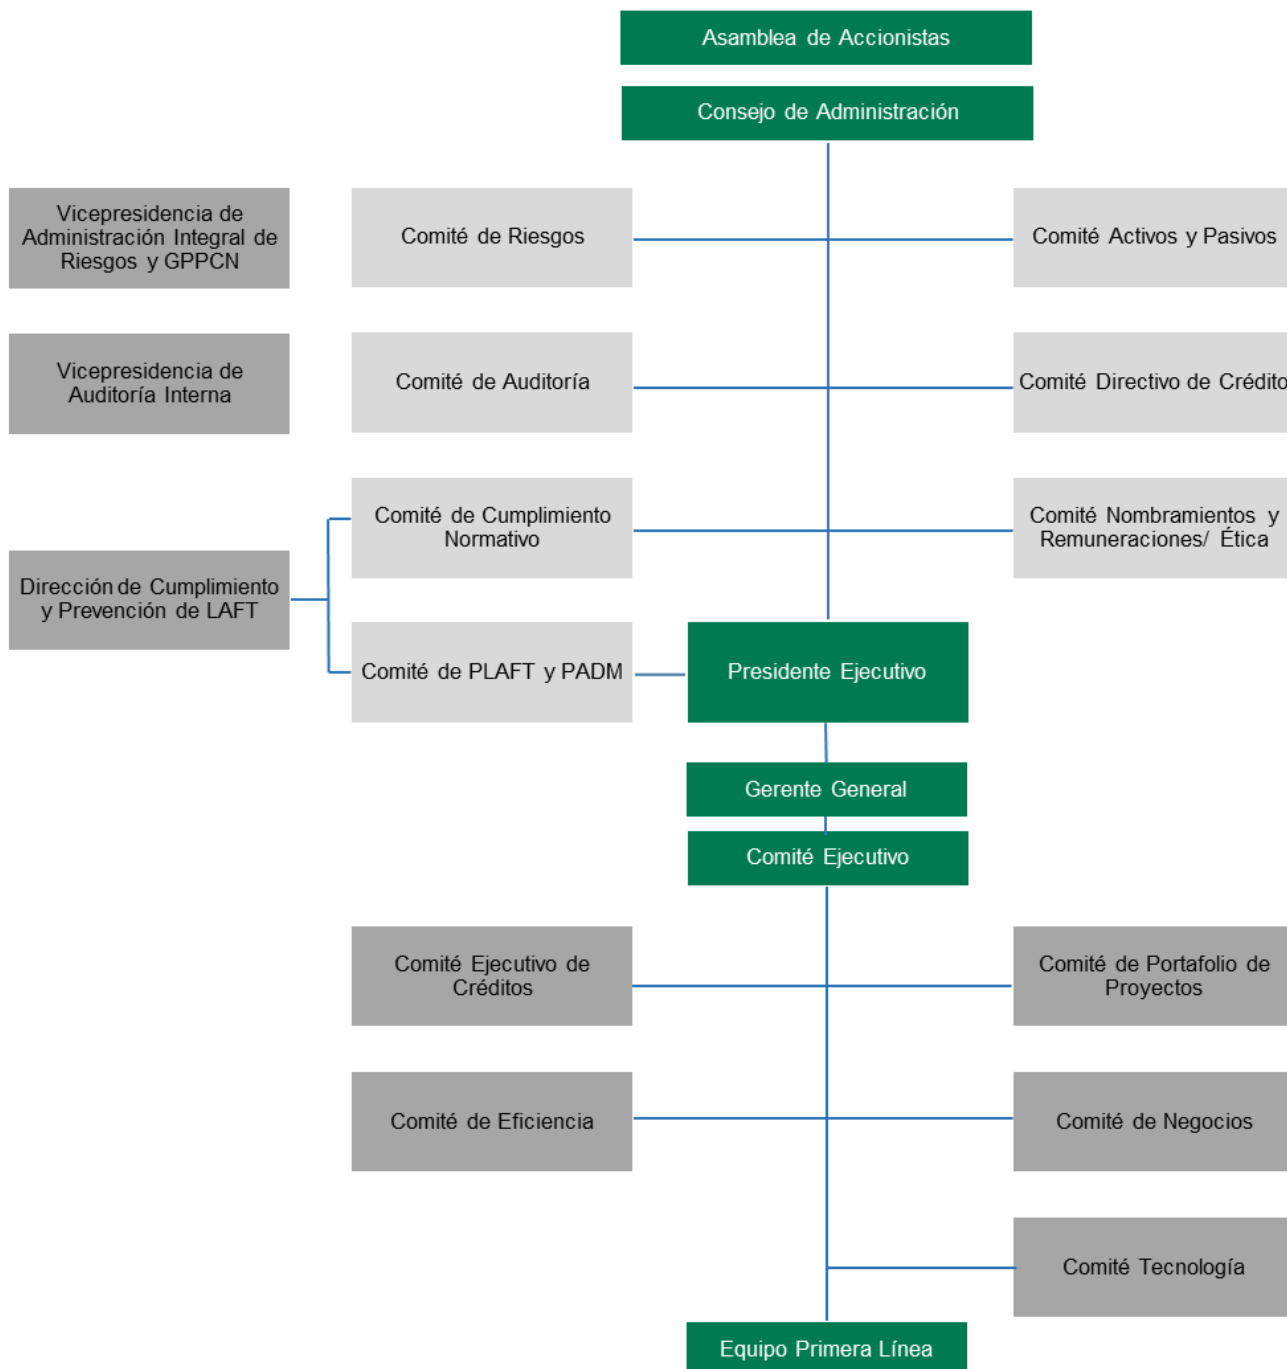 Asamblea de Accionistas
Consejo de Administración
Vicepresidencia de
Administración Integral de
Riesgos y GPPCN
Comité de Riesgos
Comité Activos y Pasivos
Vicepresidencia de
Auditoría Interna
Comité de Auditoría
Comité Directivo de Crédito
Comité de Cumplimiento
Normativo
Comité Nombramientos y
Remuneraciones/ Ética
Dirección de Cumplimiento
y Prevención de LAFT
Comité de PLAFT y PADM
Presidente Ejecutivo
Gerente General
Comité Ejecutivo
Comité Ejecutivo de
Créditos
Comité de Portafolio de
Proyectos
Comité de Eficiencia
Comité de Negocios
Comité Tecnología
Equipo Primera Línea